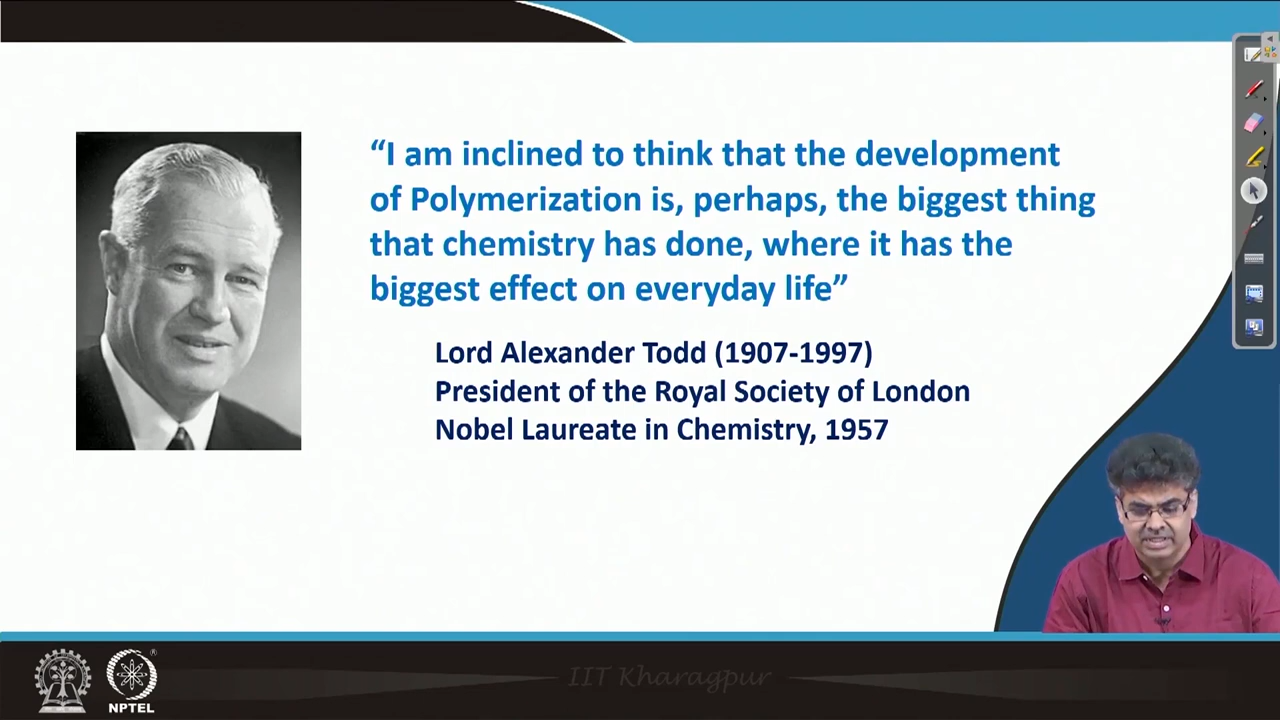 “I am inclined to think that the development
of Polymerization is, perhaps, the biggest thing
that chemistry has done, where it has the
biggest effect on everyday life”
Lord Alexander Todd (1907-1997)
President of the Royal Society of London
Nobel Laureate in Chemistry, 1957
®
NPTEL
IIT Kharagpur